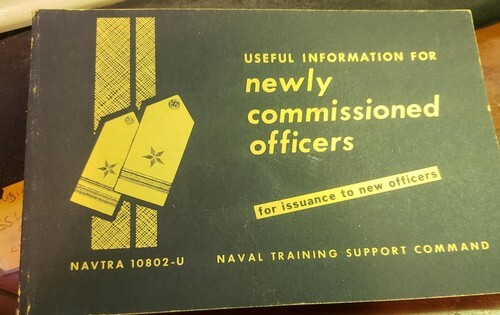 USEFUL INFORMATION FOR
newly
commissioned
officers
for issuance to new officers
NAVTRA 10802-U
NAVAL TRAINING SUPPORT COMMAND